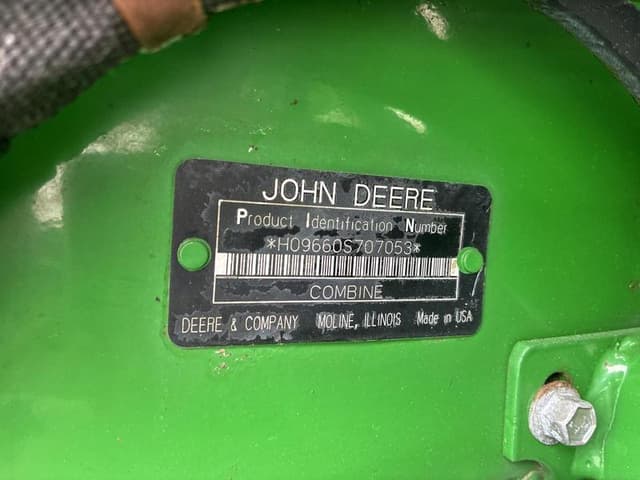 JOHN DEERE
Product Identification Number
*H09660S707053*
COMBINE
DEERE & COMPANY MOLINE, ILLINOIS Made in USA